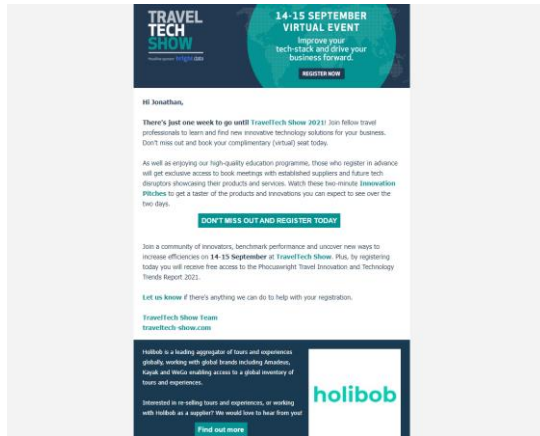 TRAVEL
TECH
SHOW
14-15 SEPTEMBER
VIRTUAL EVENT
Improve your
tech-stack and drive your
business forward.
REGISTER NOW
Hi Jonathan,
There's just one week to go until TravelTech Show 2021! Join fellow travel
professionals to learn and find new innovative technology solutions for your business.
Don't miss out and book your complimentary (virtual) seat today.
As well as enjoying our high-quality education programme, those who register in advance
will get exclusive access to book meetings with established suppliers and future tech
disruptors showcasing their products and services. Watch these two-minute Innovation
Pitches to get a taster of the products and innovations you can expect to see over the
two days.
DON'T MISS OUT AND REGISTER TODAY
Join a community of innovators, benchmark performance and uncover new ways to
increase efficiencies on 14-15 September at TravelTech Show. Plus, by registering
today you will receive free access to the Phocuswright Travel Innovation and Technology
Trends Report 2021.
Let us know if there's anything we can do to help with your registration.
TravelTech Show Team
traveltech-show.com
Holibob is a leading aggregator of tours and experiences
globally, working with global brands including Amadeus,
Kayak and WeGo enabling access to a global inventory of
tours and experiences.
Interested in re-selling tours and experiences, or working
with Holibob as a supplier? We would love to hear from you!
Find out more
holibob